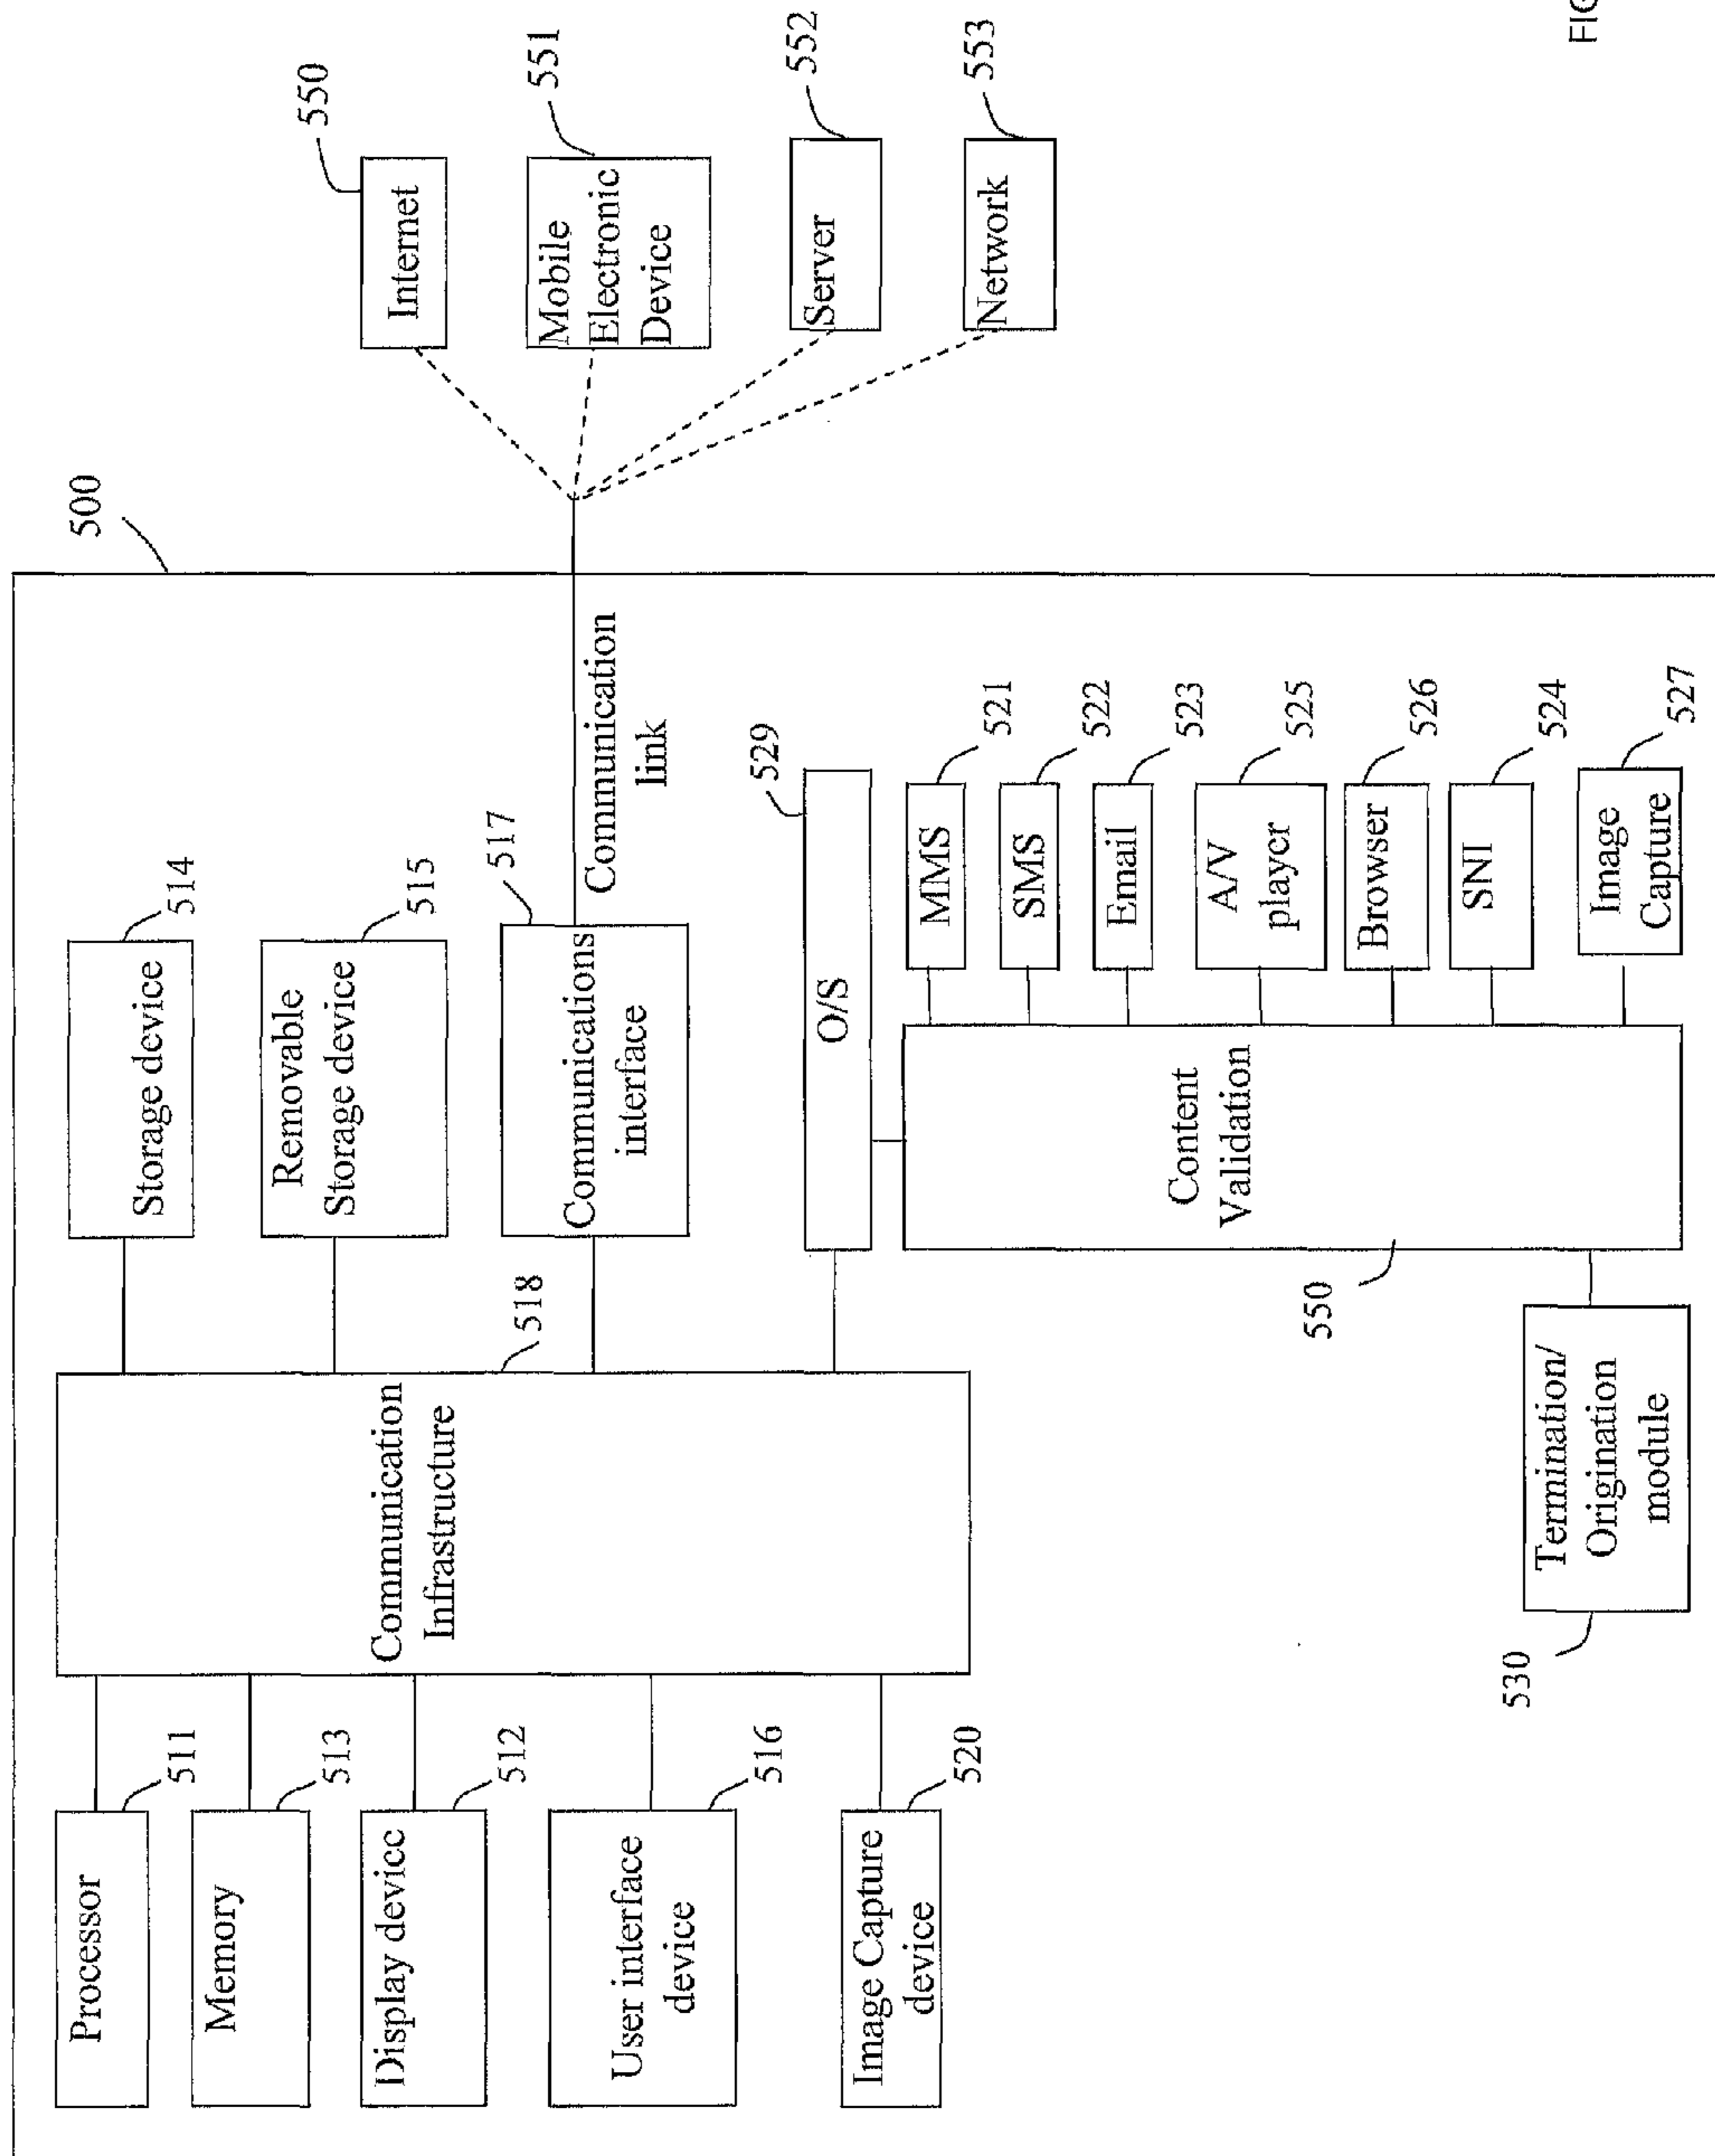 500
Processor
511
Memory
513
Display device
512
User interface
device
516
Image Capture
device
520
Communication
Infrastructure
518
Storage device
514
Removable
Storage device
515
Communications
interface
517
Communication
link
O/S
529
Content
Validation
550
Termination/
Origination
module
530
MMS
521
SMS
522
Email
523
A/V
player
525
Browser
526
SNI
524
Image
Capture
527
Internet
550
Mobile
Electronic
Device
551
Server
552
Network
553
FIG